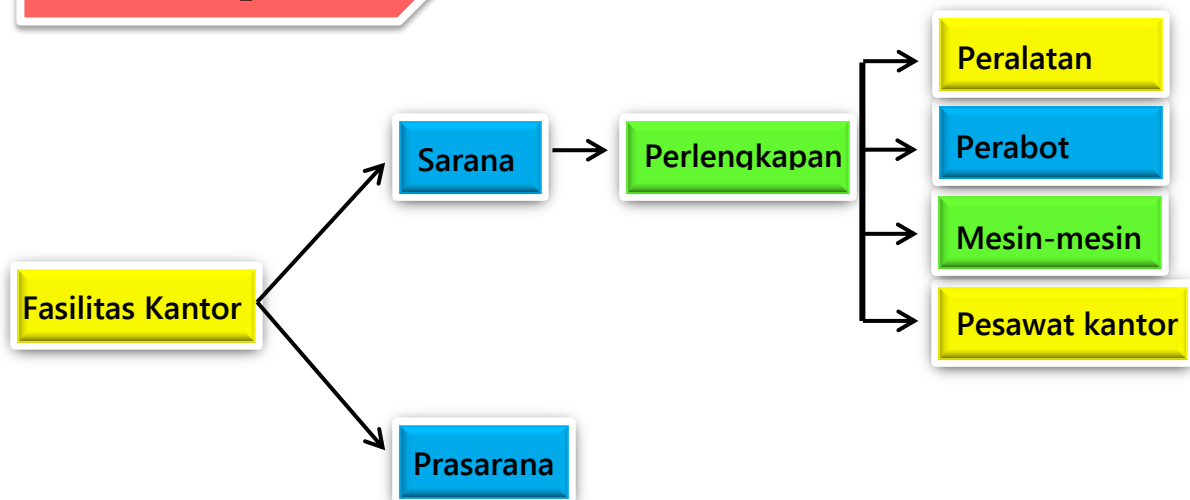 Peralatan
Sarana
Perlengkapan
Perabot
Mesin-mesin
Fasilitas Kantor
Pesawat kantor
Prasarana